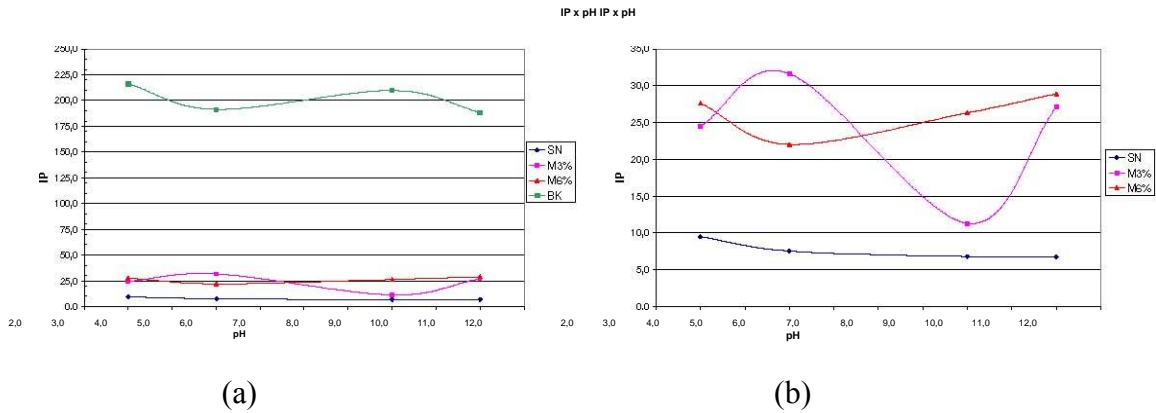 IP x pH IP x pH
250,0
225,0
200,0
175,0
150,0
125,0
100,0
75,0
50,0
25,0
0,0
IP
SN
M3%
M6%
BK
2,0 3,0 4,0 5,0 6,0 7,0 8,0 9,0 10,0 11,0 12,0
pH
(a)
35,0
30,0
25,0
20,0
15,0
10,0
5,0
0,0
IP
SN
M3%
M6%
2,0 3,0 4,0 5,0 6,0 7,0 8,0 9,0 10,0 11,0 12,0
pH
(b)